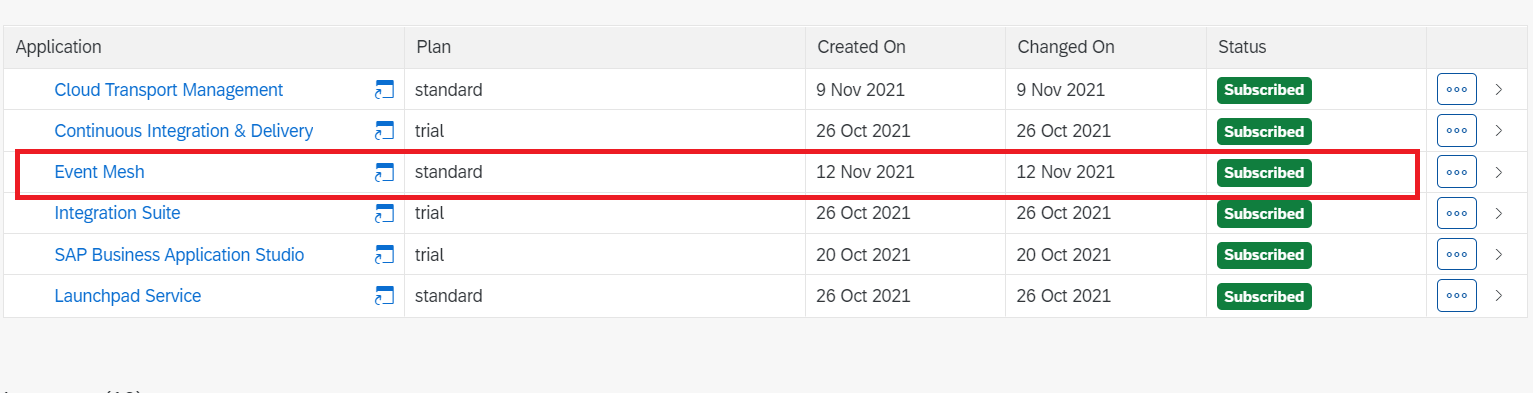 Application Plan Created On Changed On Status
Cloud Transport Management standard 9 Nov 2021 9 Nov 2021 Subscribed
Continuous Integration & Delivery trial 26 Oct 2021 26 Oct 2021 Subscribed
Event Mesh standard 12 Nov 2021 12 Nov 2021 Subscribed
Integration Suite trial 26 Oct 2021 26 Oct 2021 Subscribed
SAP Business Application Studio trial 20 Oct 2021 20 Oct 2021 Subscribed
Launchpad Service standard 26 Oct 2021 26 Oct 2021 Subscribed